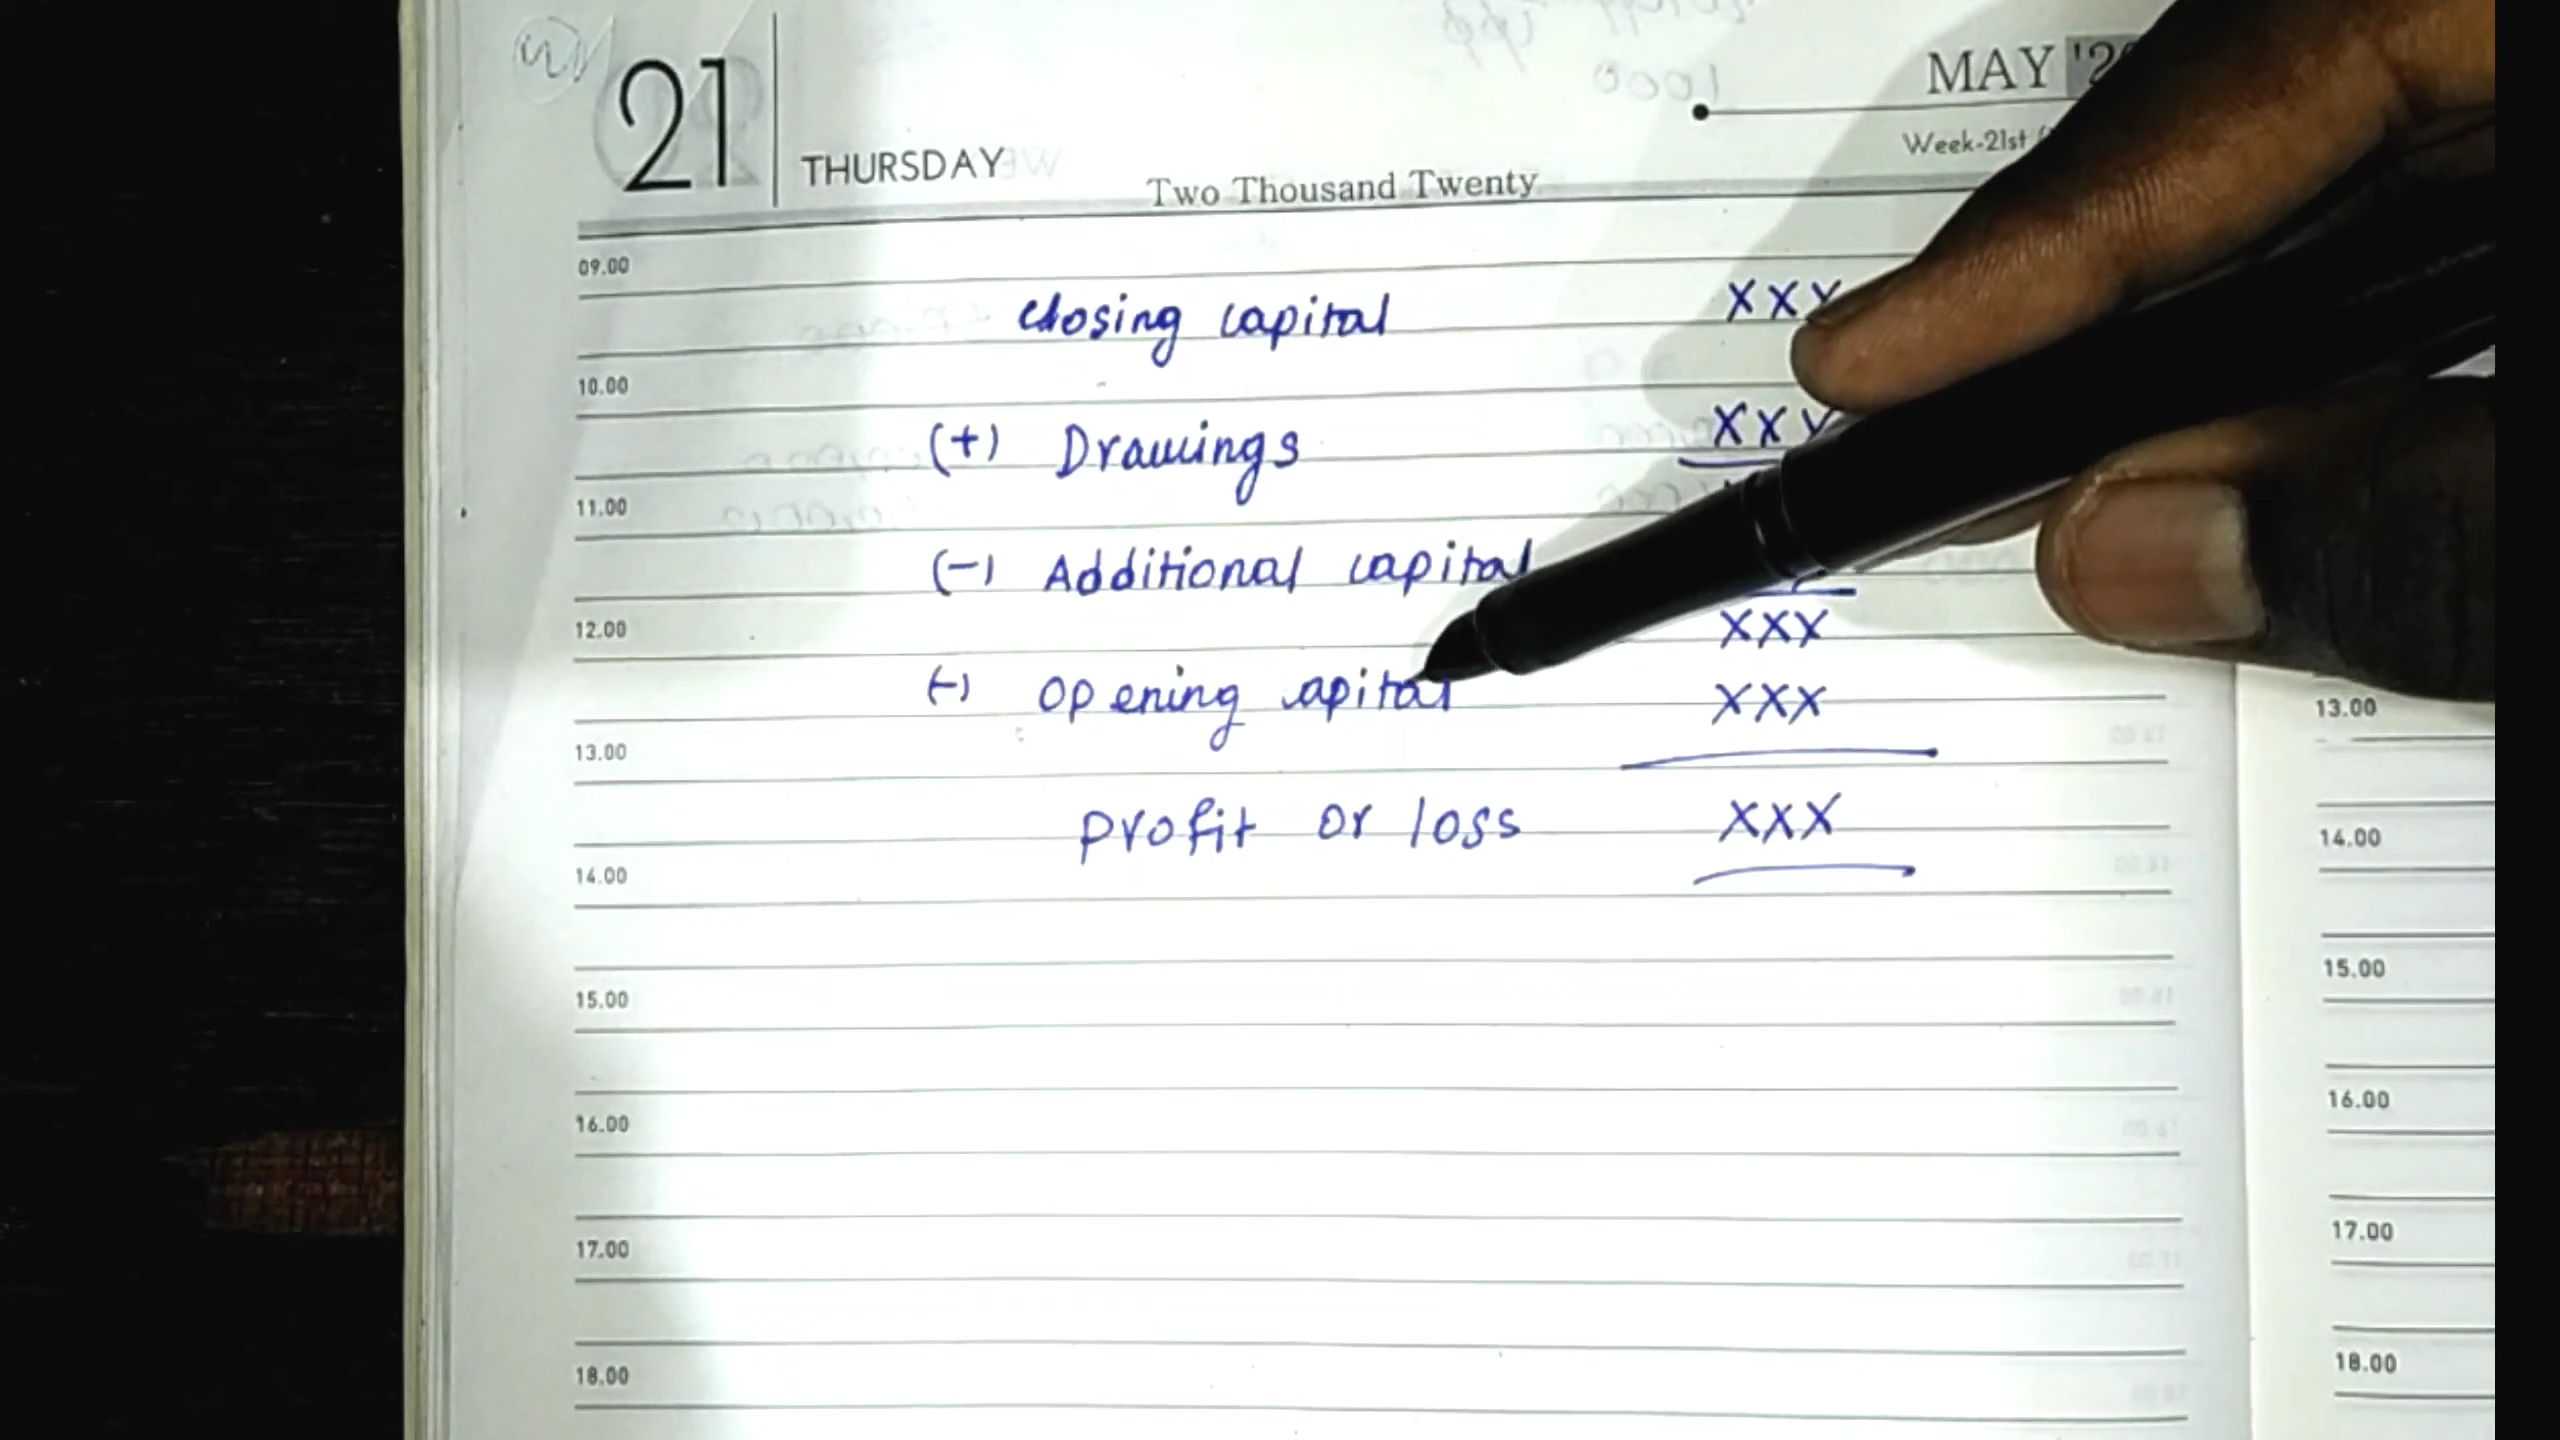 21
THURSDAY
Two Thousand Twenty
MAY '2
Week-21st
09.00
closing capital XXX
10.00
(+) Drawings XXX
11.00
(-) Additional capital
12.00
XXX
(-) opening capital XXX
13.00
profit or loss XXX
14.00
15.00
16.00
17.00
18.00
13.00
14.00
15.00
16.00
17.00
18.00